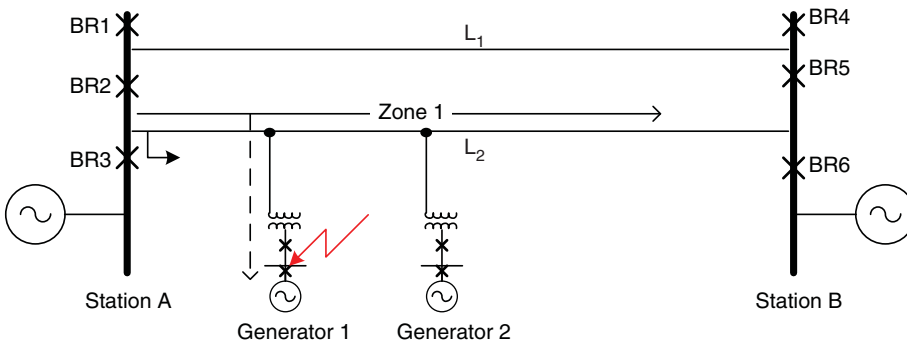 BR1
BR4
L1
BR2
BR5
Zone 1
L2
BR3
BR6
Station A
Station B
Generator 1
Generator 2